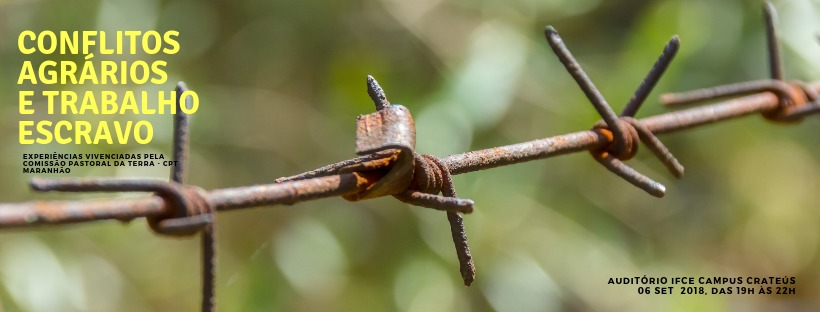 CONFLITOS
AGRÁRIOS
E TRABALHO
ESCRAVO
EXPERIÊNCIAS VIVENCIADAS PELA
COMISSÃO PASTORAL DA TERRA - CPT
MARANHÃO
AUDITÓRIO IFCE CAMPUS CRATEÚS
06 SET 2018, DAS 19H ÀS 22H